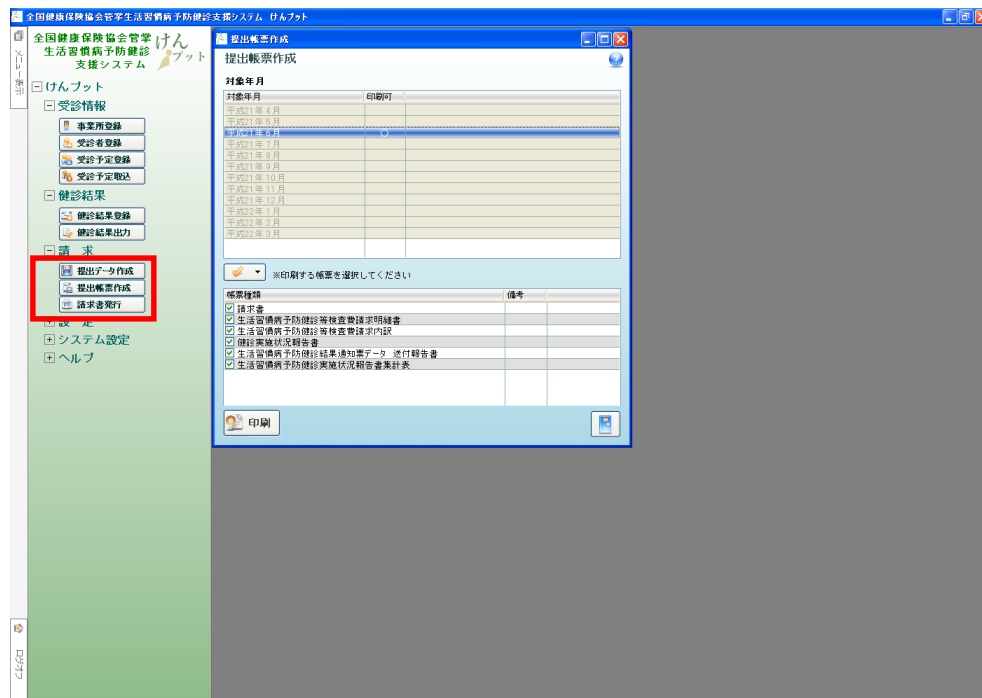 全国健康保険協会管掌生活習慣病予防健診支援システム けんプット
メニュー表示
全国健康保険協会管掌
生活習慣病予防健診
支援システム
けん
プット
けんプット
受診情報
事業所登録
受診者登録
受診予定登録
受診予定取込
健診結果
健診結果登録
健診結果出力
請 求
提出データ作成
提出帳票作成
請求書発行
設 定
システム設定
ヘルプ
ログオフ
提出帳票作成
提出帳票作成
対象年月
対象年月 印刷可
平成21年 4月
平成21年 5月
平成21年 6月 ○
平成21年 7月
平成21年 8月
平成21年 9月
平成21年 10月
平成21年 11月
平成21年 12月
平成22年 1月
平成22年 2月
平成22年 3月
※印刷する帳票を選択してください
帳票種類 備考
請求書
生活習慣病予防健診等検査費請求明細書
生活習慣病予防健診等検査費請求内訳
健診実施状況報告書
生活習慣病予防健診結果通知票データ 送付報告書
生活習慣病予防健診実施状況報告書集計表
印刷